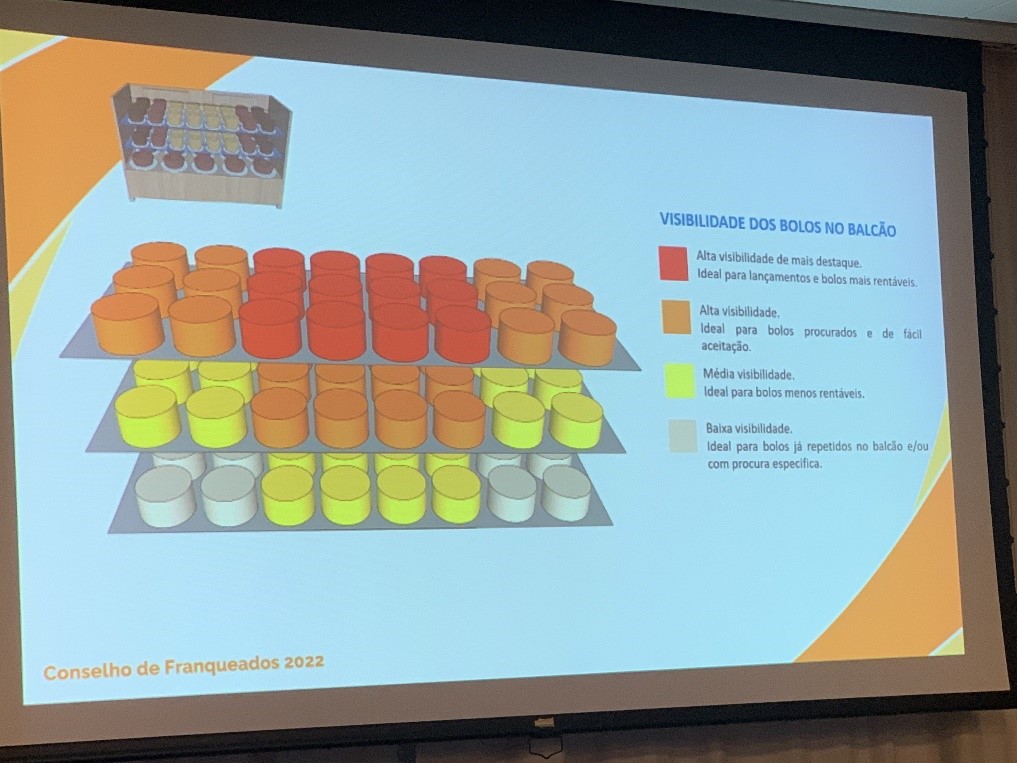 VISIBILIDADE DOS BOLOS NO BALCÃO
Alta visibilidade de mais destaque.
Ideal para lançamentos e bolos mais rentáveis.
Alta visibilidade.
Ideal para bolos procurados e de fácil
aceitação.
Média visibilidade.
Ideal para bolos menos rentáveis.
Baixa visibilidade.
Ideal para bolos já repetidos no balcão e/ou
com procura especifica.
Conselho de Franqueados 2022